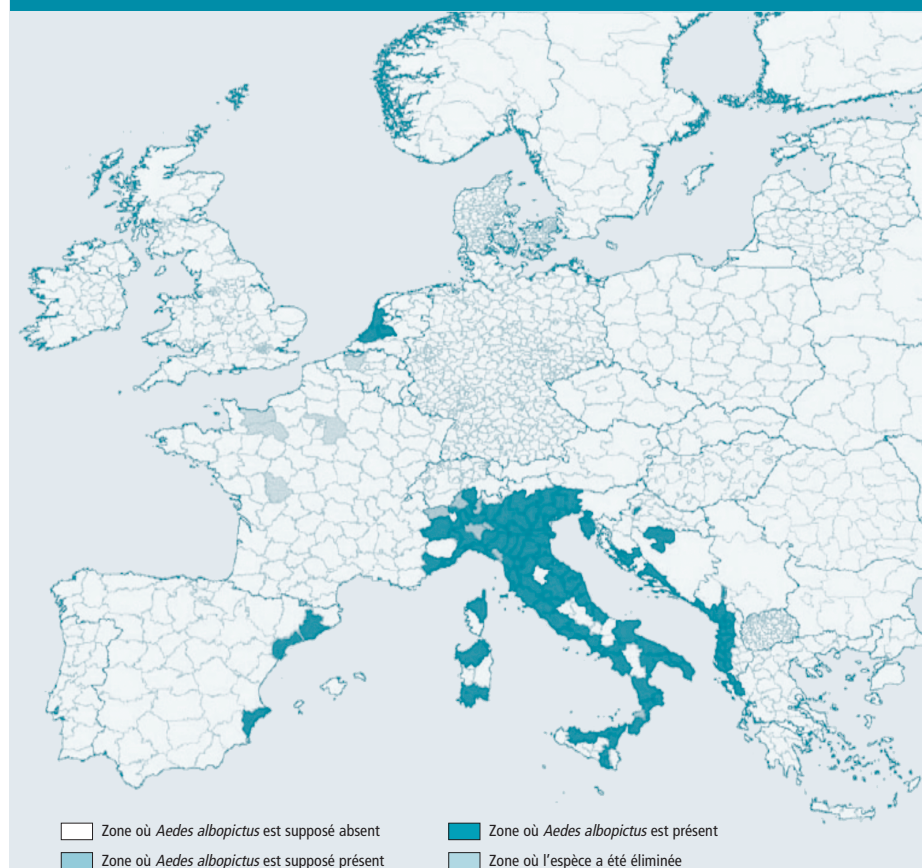 Zone où Aedes albopictus est supposé absent
Zone où Aedes albopictus est présent
Zone où Aedes albopictus est supposé présent
Zone où l'espèce a été éliminée